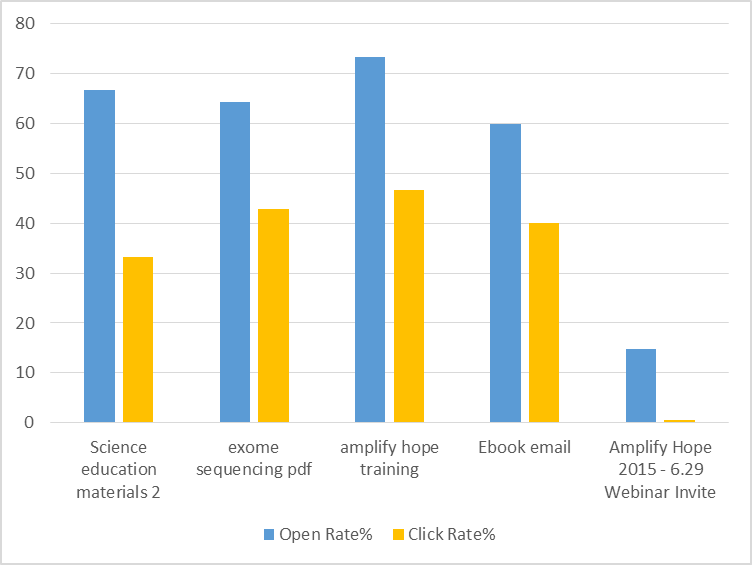 80
70
60
50
40
30
20
10
0
Science education materials 2
exome sequencing pdf
amplify hope training
Ebook email
Amplify Hope 2015 - 6.29 Webinar Invite
Open Rate%
Click Rate%